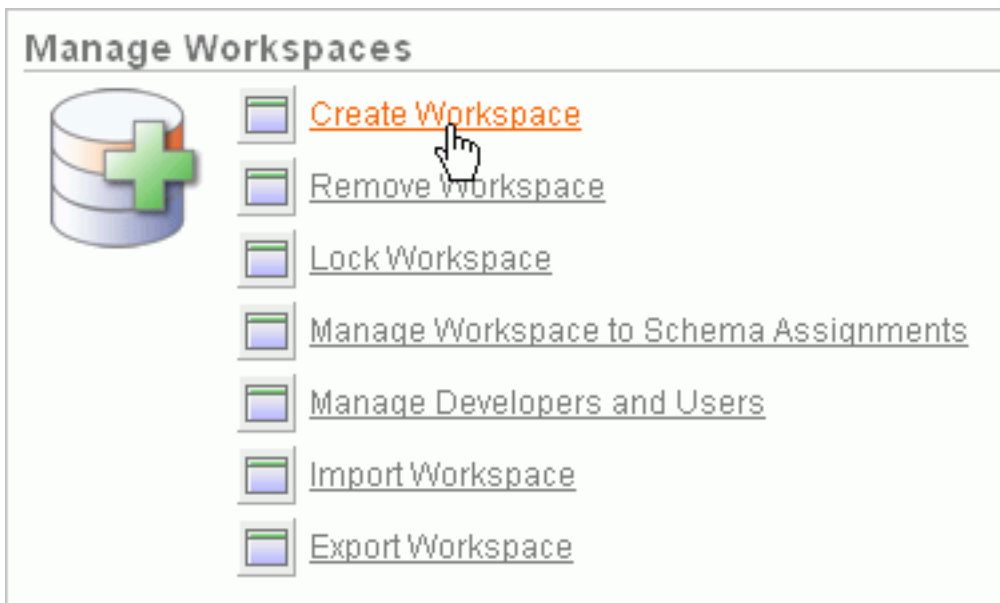 Manage Workspaces
Create Workspace
Remove Workspace
Lock Workspace
Manage Workspace to Schema Assignments
Manage Developers and Users
Import Workspace
Export Workspace